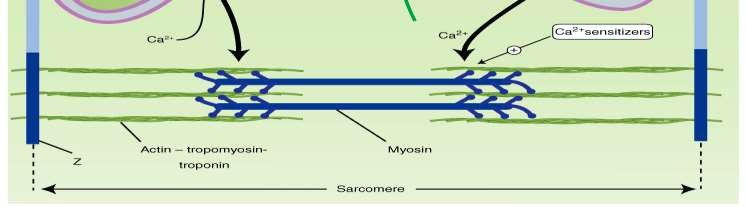 Ca²⁺
Ca²⁺
Ca²⁺sensitizers
+
Z
Actin – tropomyosin-
troponin
Myosin
Sarcomere